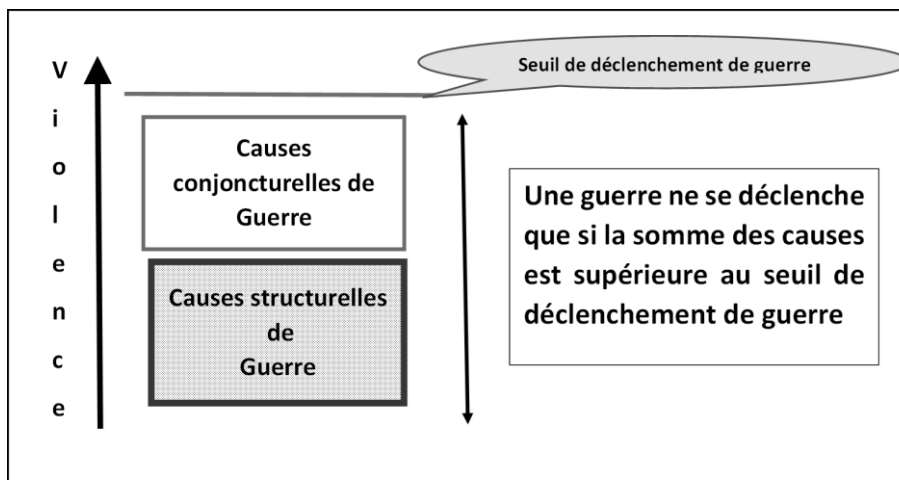 Violence
Seuil de déclenchement de guerre
Causes
conjoncturelles de
Guerre
Causes structurelles
de
Guerre
Une guerre ne se déclenche
que si la somme des causes
est supérieure au seuil de
déclenchement de guerre